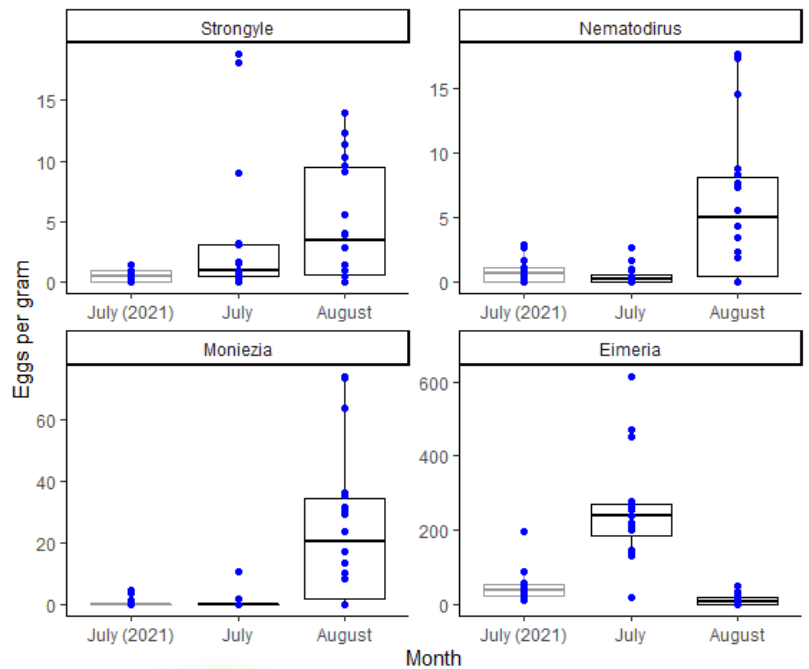 Strongyle
Nematodirus
15
10
5
0
15
10
5
0
July (2021) July August
July (2021) July August
Eggs per gram
Moniezia
Eimeria
60
40
20
0
600
400
200
0
July (2021) July August
July (2021) July August
Month